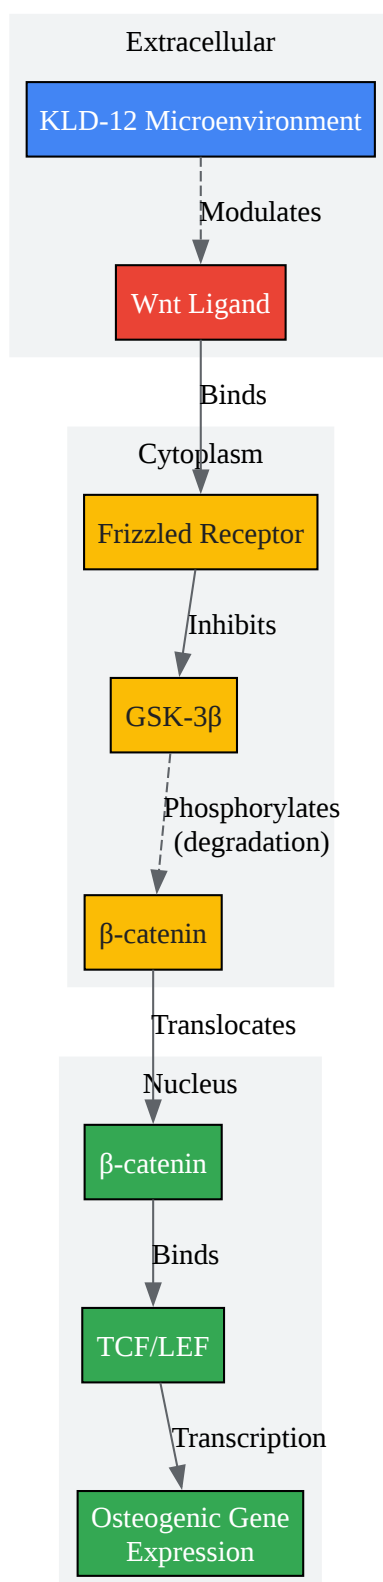 Extracellular
KLD-12 Microenvironment
Modulates
Wnt Ligand
Binds
Cytoplasm
Frizzled Receptor
Inhibits
GSK-3β
Phosphorylates
(degradation)
β-catenin
Translocates
Nucleus
β-catenin
Binds
TCF/LEF
Transcription
Osteogenic Gene
Expression